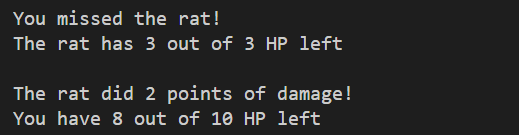 You missed the rat!
The rat has 3 out of 3 HP left
The rat did 2 points of damage!
You have 8 out of 10 HP left